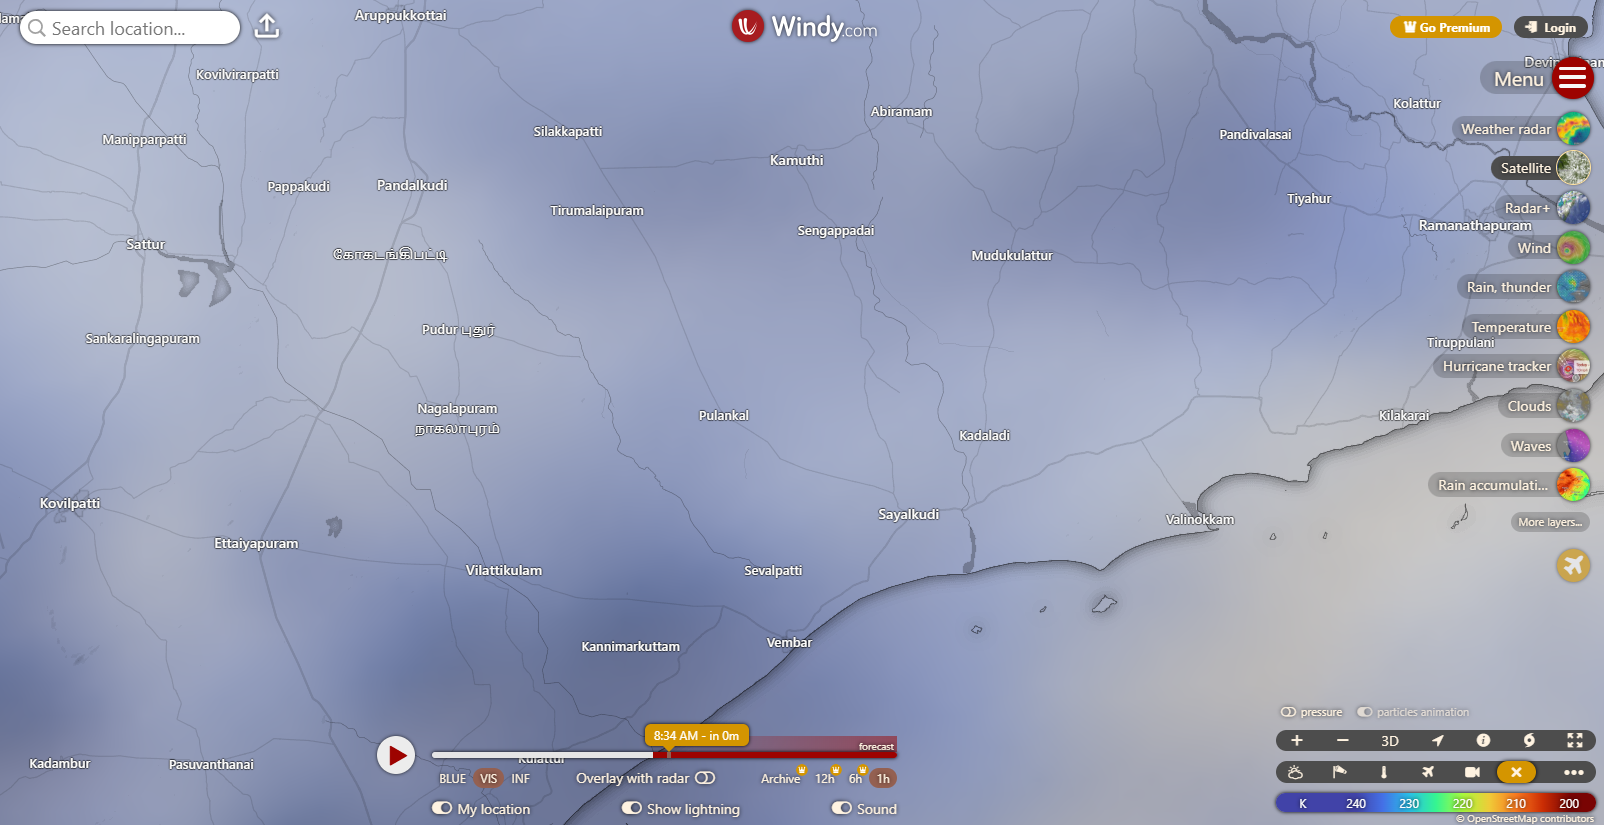 Aruppukkottai
Search location...
Windy.com
Go Premium
Login
Menu
Kovilvirarpatti
Kolattur
Abiramam
Weather radar
Silakkapatti
Pandivalasai
Manipparpatti
Kamuthi
Satellite
Pappakudi
Pandalkudi
Tiyahur
Radar+
Tirumalaipuram
Ramanathapuram
Sengappadai
Sattur
Wind
கோகடங்கிபட்டி
Mudukulattur
Rain, thunder
Pudur புதூர்
Temperature
Sankaralingapuram
Tiruppulani
Hurricane tracker
Nagalapuram
Clouds
Pulankal
Kilakarai
நாகலாபுரம்
Kadaladi
Waves
Rain accumulati...
Kovilpatti
Sayalkudi
Valinokkam
More layers...
Ettaiyapuram
Vilattikulam
Sevalpatti
Kannimarkuttam
Vembar
pressure
particles animation
8:34 AM - in 0m
forecast
3D
Kulattur
Kadambur
Pasuvanthanai
BLUE VIS INF
Overlay with radar
Archive 12h 6h 1h
My location
Show lightning
Sound
K 240 230 220 210 200
© OpenStreetMap contributors